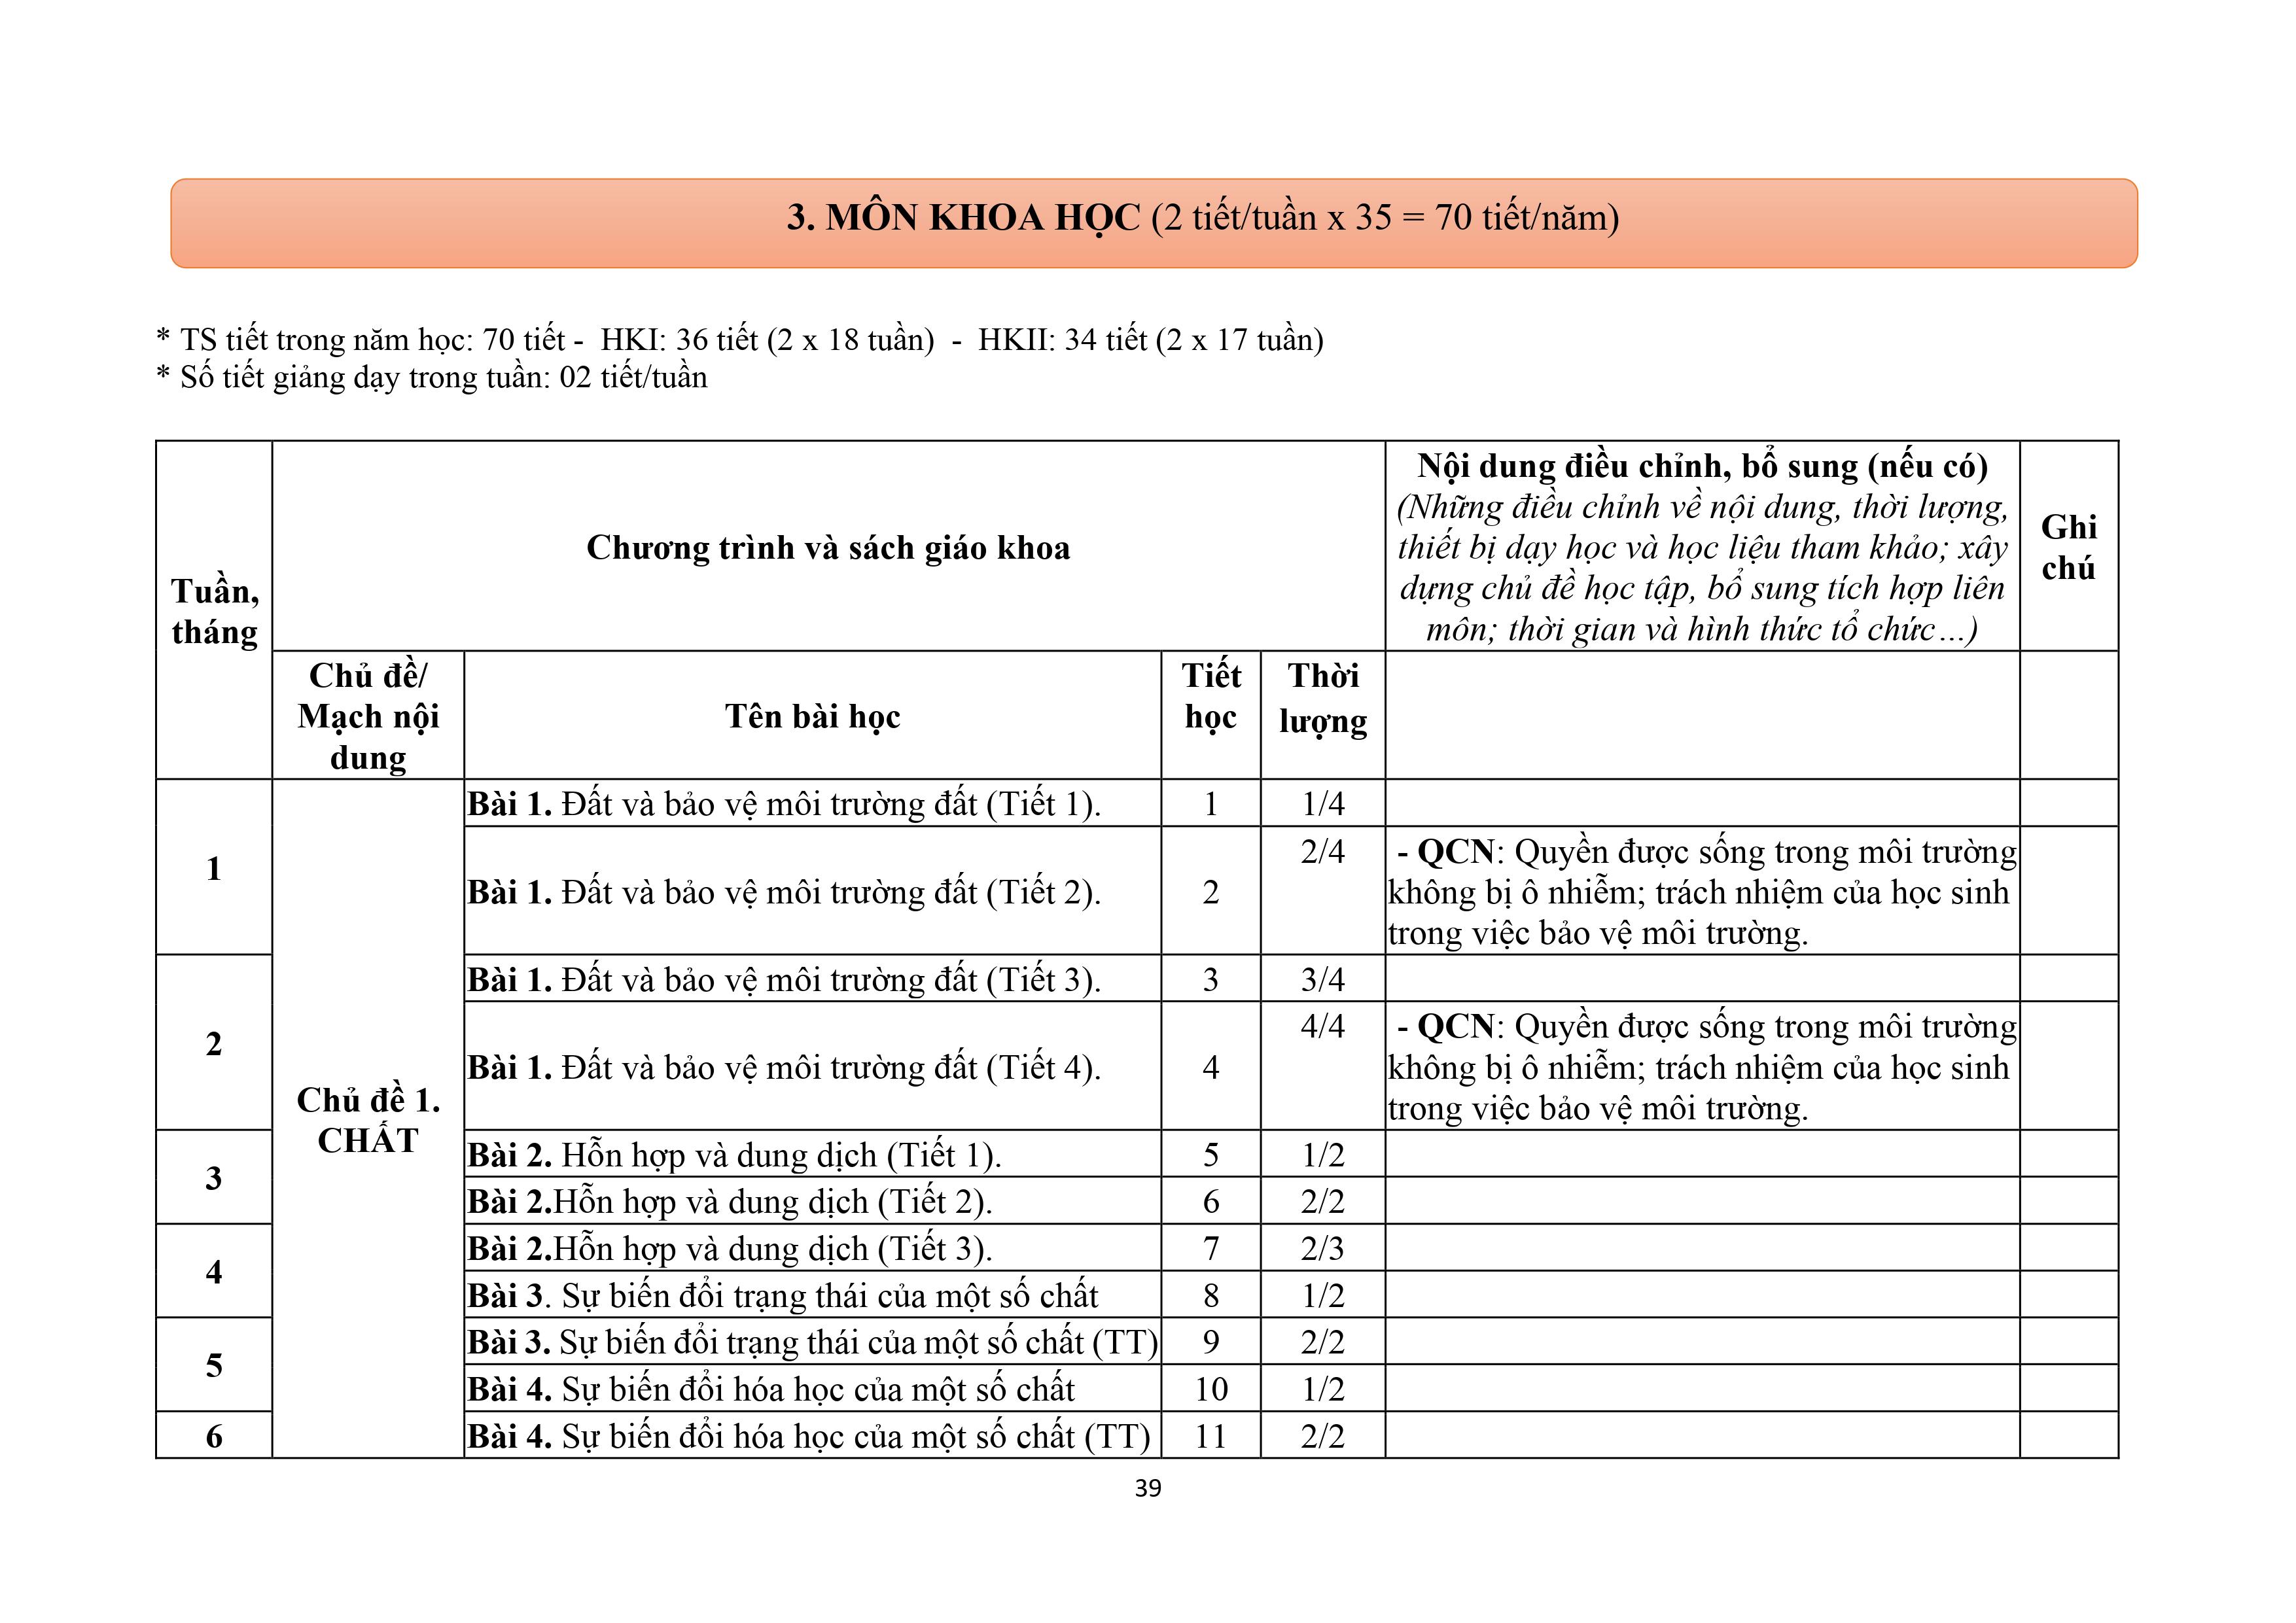 3. MÔN KHOA HỌC (2 tiết/tuần x 35 = 70 tiết/năm)
* TS tiết trong năm học: 70 tiết - HKI: 36 tiết (2 x 18 tuần) - HKII: 34 tiết (2 x 17 tuần)
* Số tiết giảng dạy trong tuần: 02 tiết/tuần
Tuần,
tháng
Chương trình và sách giáo khoa
Nội dung điều chỉnh, bổ sung (nếu có)
(Những điều chỉnh về nội dung, thời lượng,
thiết bị dạy học và học liệu tham khảo; xây
dựng chủ đề học tập, bổ sung tích hợp liên
môn; thời gian và hình thức tổ chức…)
Ghi
chú
Chủ đề/
Mạch nội
dung
Tên bài học
Tiết
học
Thời
lượng
1
Chủ đề 1.
CHẤT
Bài 1. Đất và bảo vệ môi trường đất (Tiết 1). 1 1/4
Bài 1. Đất và bảo vệ môi trường đất (Tiết 2). 2 2/4
- QCN: Quyền được sống trong môi trường
không bị ô nhiễm; trách nhiệm của học sinh
trong việc bảo vệ môi trường.
2
Bài 1. Đất và bảo vệ môi trường đất (Tiết 3). 3 3/4
Bài 1. Đất và bảo vệ môi trường đất (Tiết 4). 4 4/4
- QCN: Quyền được sống trong môi trường
không bị ô nhiễm; trách nhiệm của học sinh
trong việc bảo vệ môi trường.
3
Bài 2. Hỗn hợp và dung dịch (Tiết 1). 5 1/2
Bài 2.Hỗn hợp và dung dịch (Tiết 2). 6 2/2
4
Bài 2.Hỗn hợp và dung dịch (Tiết 3). 7 2/3
Bài 3. Sự biến đổi trạng thái của một số chất 8 1/2
5
Bài 3. Sự biến đổi trạng thái của một số chất (TT) 9 2/2
Bài 4. Sự biến đổi hóa học của một số chất 10 1/2
6
Bài 4. Sự biến đổi hóa học của một số chất (TT) 11 2/2
39